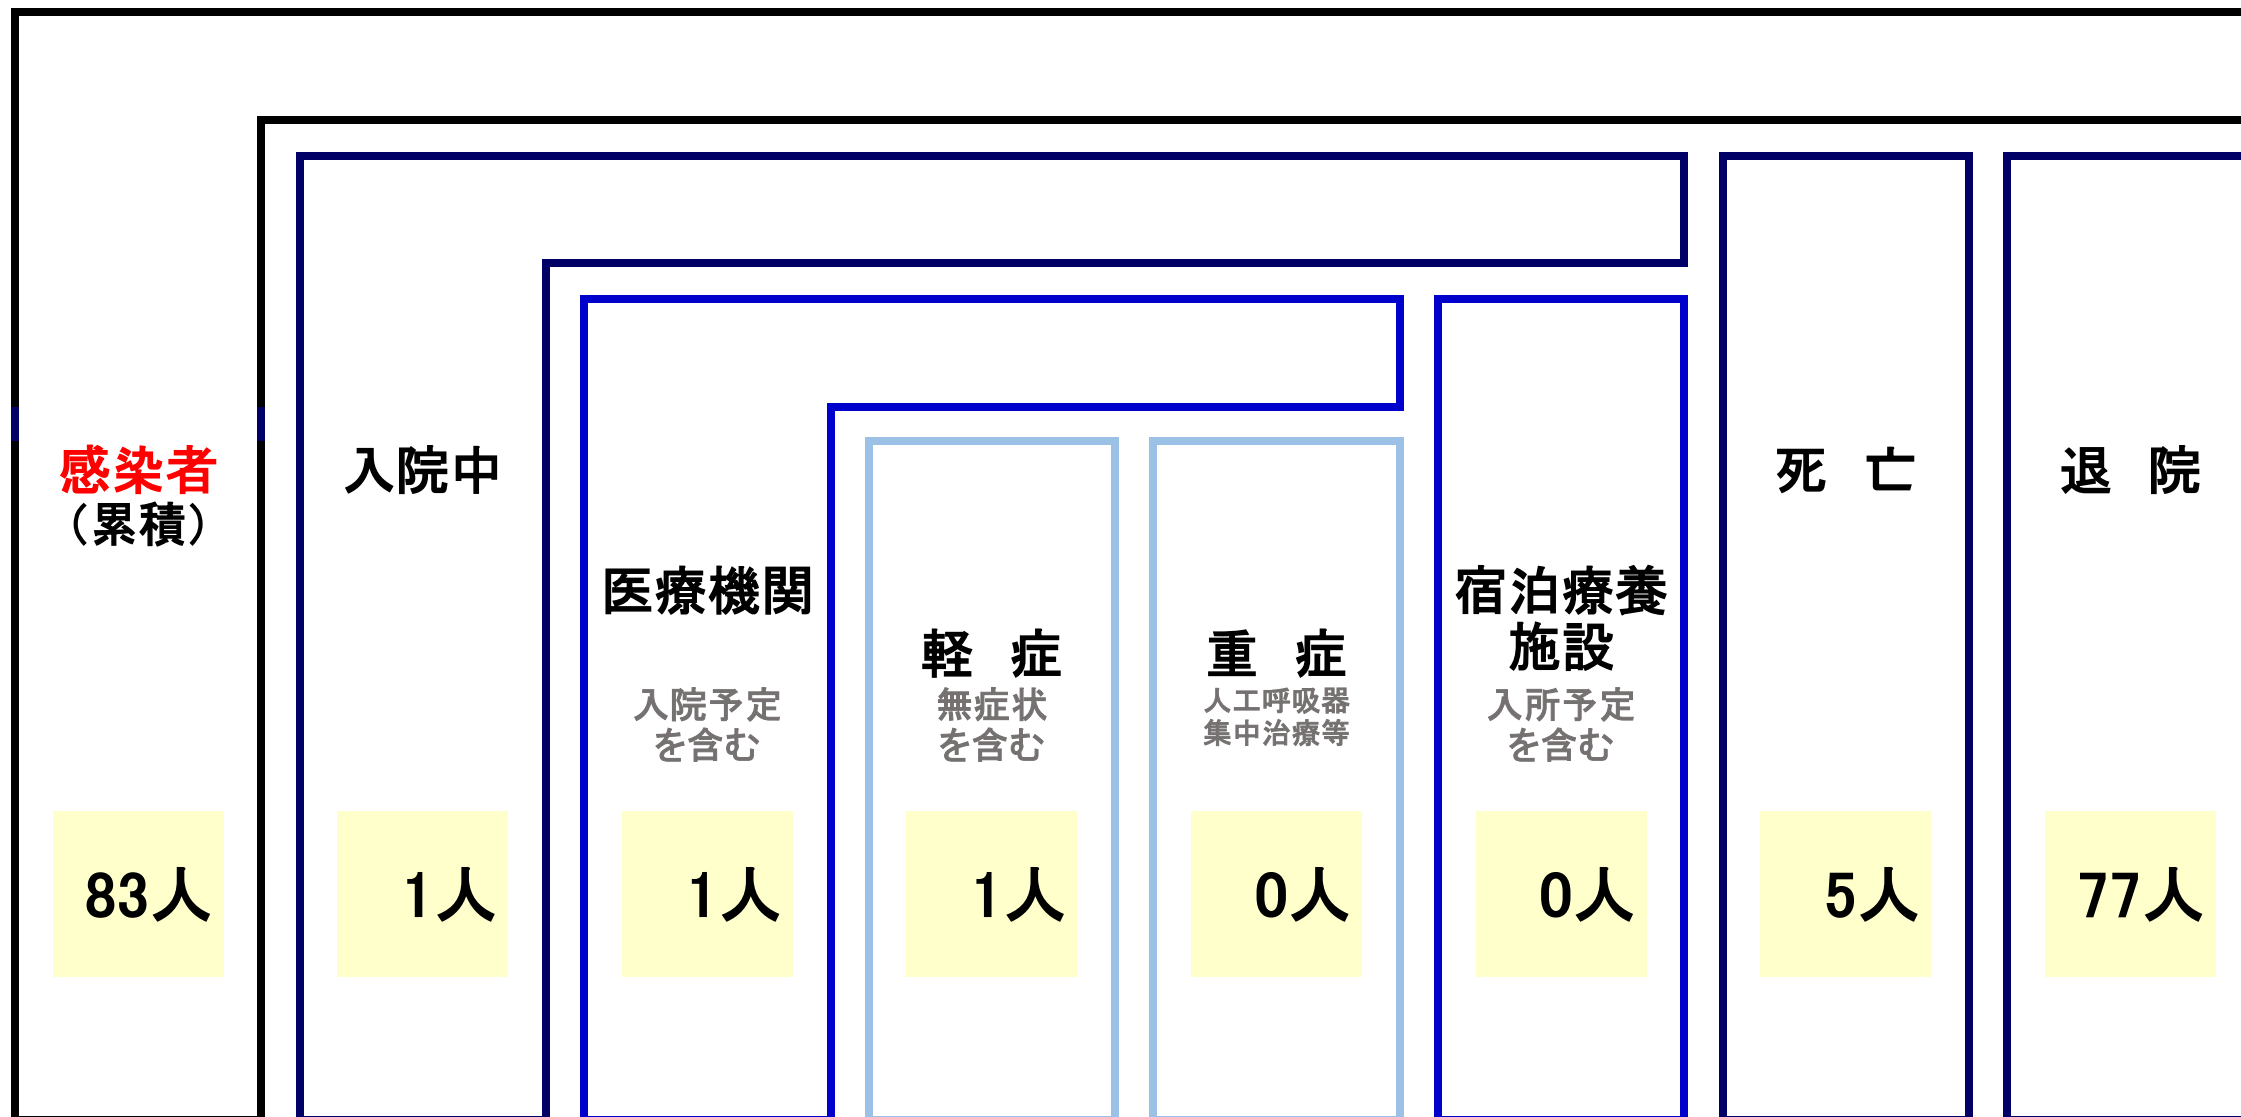 感染者
（累積）
83人
入院中
1人
医療機関
入院予定
を含む
1人
軽 症
無症状
を含む
1人
重 症
人工呼吸器
集中治療等
0人
宿泊療養
施設
入所予定
を含む
0人
死 亡
5人
退 院
77人